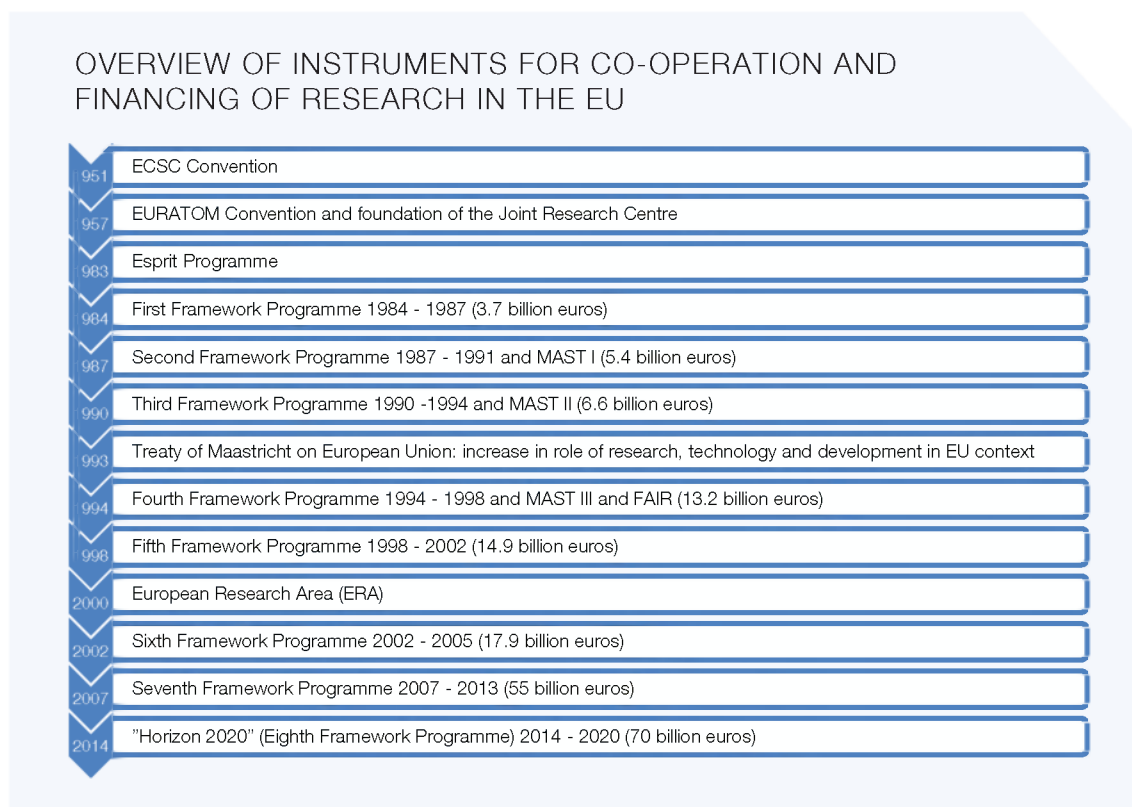 OVERVIEW OF INSTRUMENTS FOR CO-OPERATION AND
FINANCING OF RESEARCH IN THE EU
951 ECSC Convention
957 EURATOM Convention and foundation of the Joint Research Centre
983 Esprit Programme
984 First Framework Programme 1984 - 1987 (3.7 billion euros)
987 Second Framework Programme 1987 - 1991 and MAST I (5.4 billion euros)
990 Third Framework Programme 1990 -1994 and MAST II (6.6 billion euros)
993 Treaty of Maastricht on European Union: increase in role of research, technology and development in EU context
994 Fourth Framework Programme 1994 - 1998 and MAST III and FAIR (13.2 billion euros)
998 Fifth Framework Programme 1998 - 2002 (14.9 billion euros)
2000 European Research Area (ERA)
2002 Sixth Framework Programme 2002 - 2005 (17.9 billion euros)
2007 Seventh Framework Programme 2007 - 2013 (55 billion euros)
2014 ”Horizon 2020” (Eighth Framework Programme) 2014 - 2020 (70 billion euros)